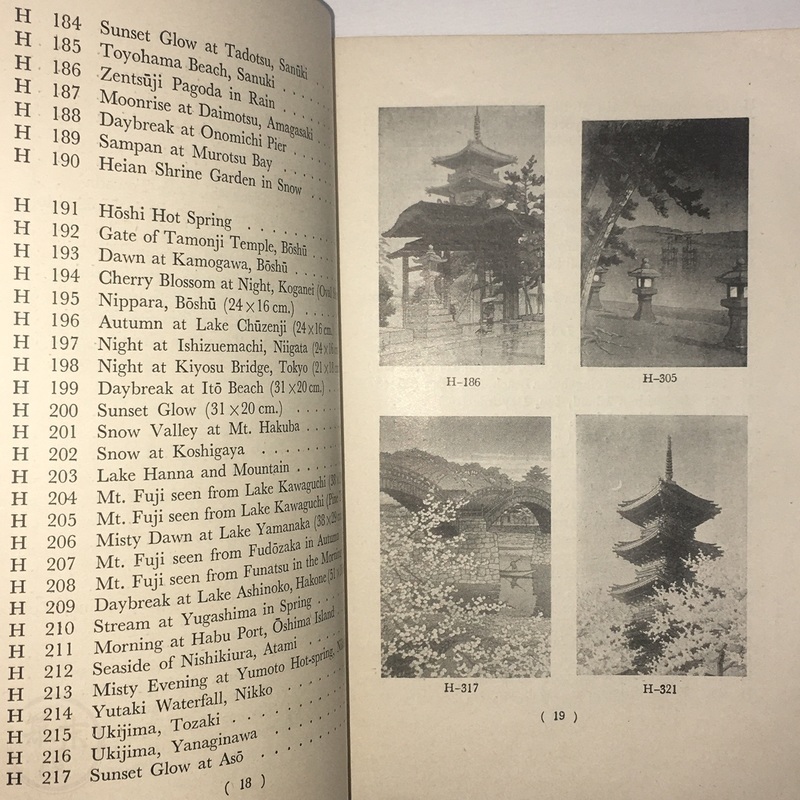 H 184 Sunset Glow at Tadotsu, Sanūki
H 185 Toyohama Beach, Sanuki . . . . .
H 186 Zentsūji Pagoda in Rain . . . . .
H 187 Moonrise at Daimotsu, Amagasaki
H 188 Daybreak at Onomichi Pier . . . .
H 189 Sampan at Murotsu Bay . . . . .
H 190 Heian Shrine Garden in Snow . . .
H 191 Hōshi Hot Spring . . . . . . . .
H 192 Gate of Tamonji Temple, Bōshū . .
H 193 Dawn at Kamogawa, Bōshū . . . .
H 194 Cherry Blossom at Night, Koganei
H 195 Nippara, Bōshū (24×16 cm.) . . . .
H 196 Autumn at Lake Chūzenji (24×16 cm.)
H 197 Night at Ishizuemachi, Niigata (24
H 198 Night at Kiyosu Bridge, Tokyo (21
H 199 Daybreak at Itō Beach (31×20 cm.) . .
H 200 Sunset Glow (31×20 cm.) . . . . .
H 201 Snow Valley at Mt. Hakuba . . . .
H 202 Snow at Koshigaya . . . . . . .
H 203 Lake Hanna and Mountain . . . .
H 204 Mt. Fuji seen from Lake Kawaguchi
H 205 Mt. Fuji seen from Lake Kawaguchi
H 206 Misty Dawn at Lake Yamanaka (38×
H 207 Mt. Fuji seen from Fudōzaka in Autumn
H 208 Mt. Fuji seen from Funatsu in the Morning
H 209 Daybreak at Lake Ashinoko, Hakone
H 210 Stream at Yugashima in Spring . . .
H 211 Morning at Habu Port, Ōshima Island
H 212 Seaside of Nishikiura, Atami . . . .
H 213 Misty Evening at Yumoto Hot-spring,
H 214 Yutaki Waterfall, Nikko . . . . .
H 215 Ukijima, Tozaki . . . . . . .
H 216 Ukijima, Yanaginawa . . . . . .
H 217 Sunset Glow at Asō . . . . . .
( 18 )
H-186
H-305
H-317
H-321
( 19 )